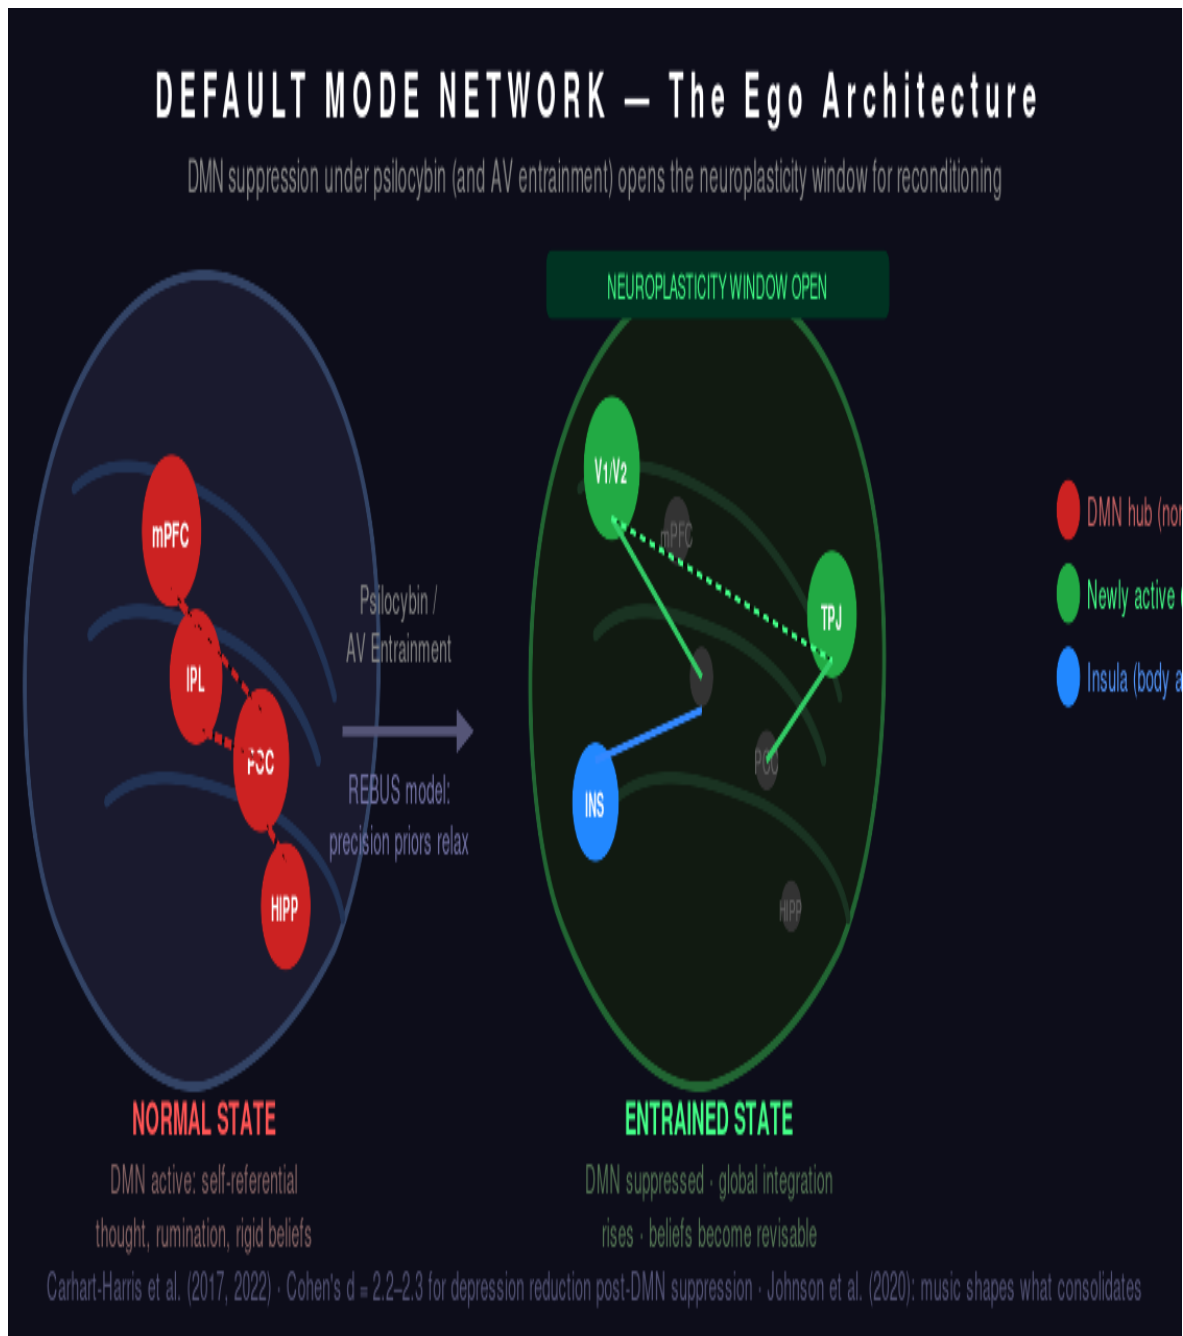 DEFAULT MODE NETWORK — The Ego Architecture
DMN suppression under psilocybin (and AV entrainment) opens the neuroplasticity window for reconditioning
NEUROPLASTICITY WINDOW OPEN
mPFC
IPL
PCC
HIPP
Psilocybin /
AV Entrainment
REBUS model:
precision priors relax
V1/V2
mPFC
TPJ
PCC
INS
HIPP
DMN hub (nor
Newly active (
Insula (body a
NORMAL STATE
DMN active: self-referential
thought, rumination, rigid beliefs
ENTRAINED STATE
DMN suppressed · global integration
rises · beliefs become revisable
Carhart-Harris et al. (2017, 2022) · Cohen's d = 2.2–2.3 for depression reduction post-DMN suppression · Johnson et al. (2020): music shapes what consolidates